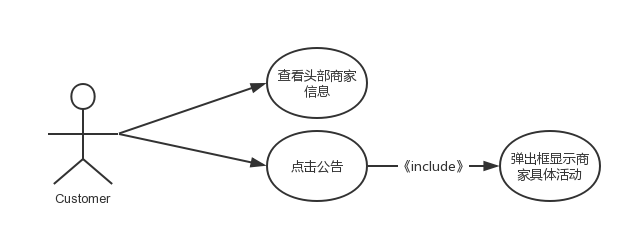 查看头部商家
信息
点击公告
《include》
弹出框显示商
家具体活动
Customer